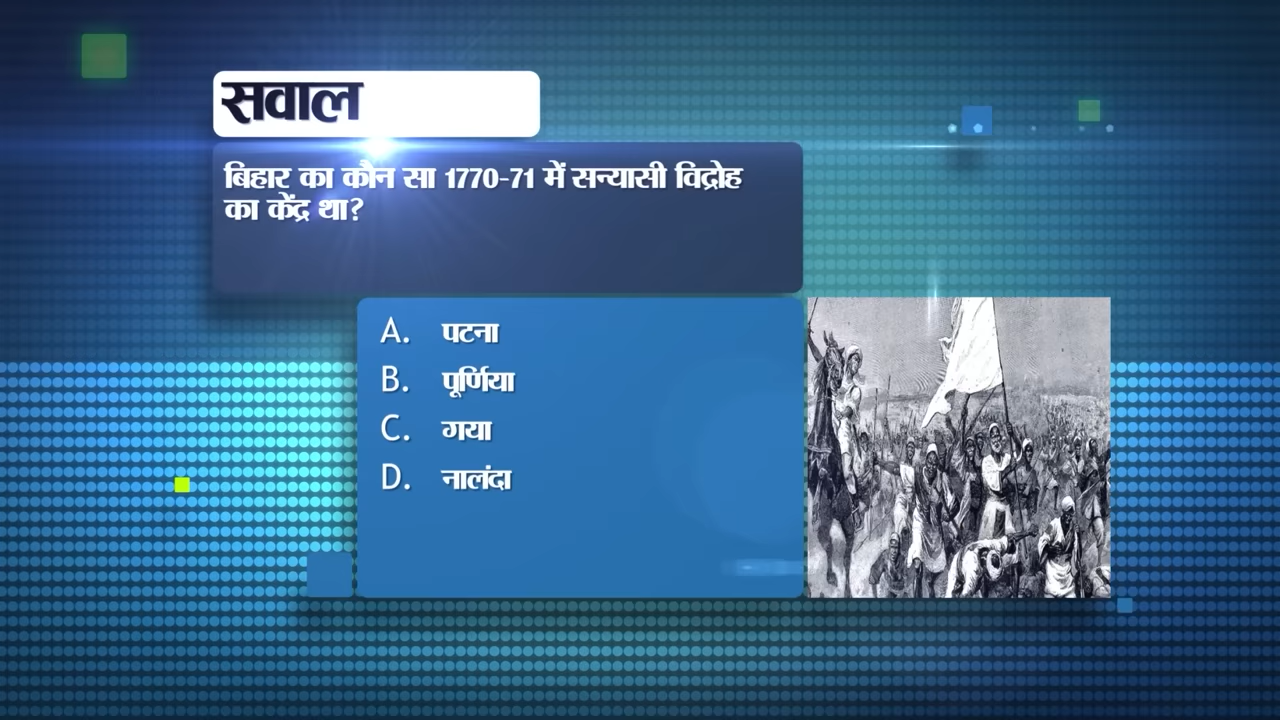 सवाल
बिहार का कौन सा 1770-71 में सन्यासी विद्रोह
का केंद्र था?
A. पटना
B. पूर्णिया
C. गया
D. नालंदा